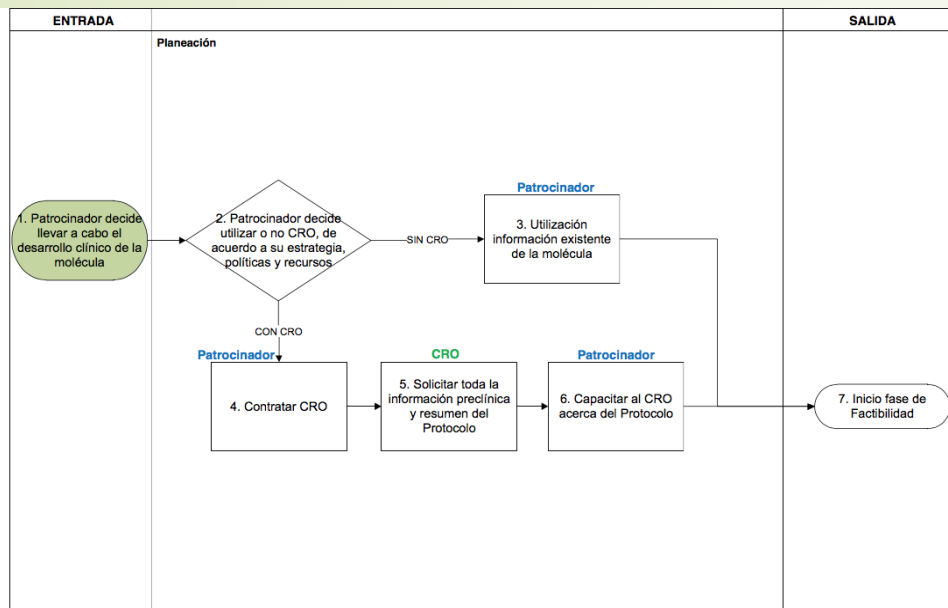 ENTRADA
SALIDA
Planeación
1. Patrocinador decide
llevar a cabo el
desarrollo clínico de la
molécula
2. Patrocinador decide
utilizar o no CRO, de
acuerdo a su estrategia,
políticas y recursos
SIN CRO
Patrocinador
3. Utilización
información existente
de la molécula
CON CRO
Patrocinador
4. Contratar CRO
CRO
5. Solicitar toda la
información preclínica
y resumen del
Protocolo
Patrocinador
6. Capacitar al CRO
acerca del Protocolo
7. Inicio fase de
Factibilidad